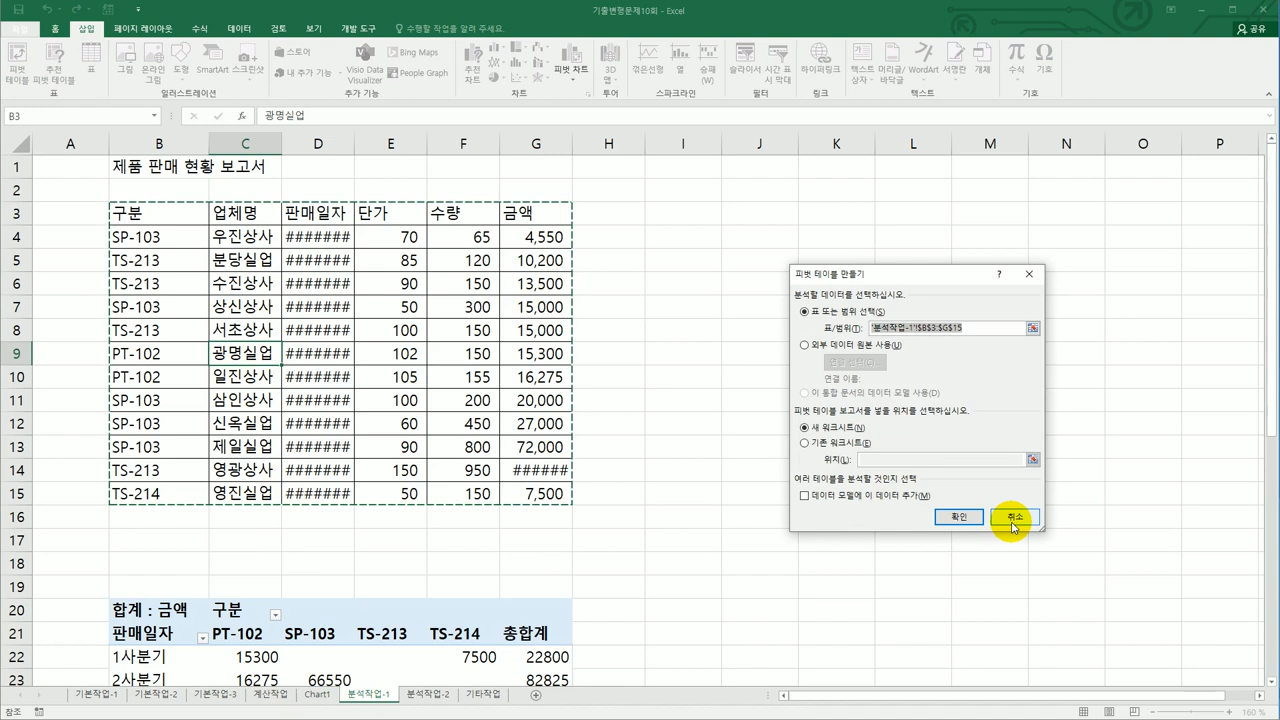 기출변형문제10회 - Excel
홈 삽입 페이지 레이아웃 수식 데이터 검토 보기 개발 도구 수행할 작업을 알려 주세요. 공유
피벗 테이블 추천 피벗 테이블 표 그림 온라인 그림 도형 SmartArt 스크린샷 스토어 내 추가 기능 Visio Data Visualizer Bing Maps People Graph 추천 차트 피벗 차트 3D 맵 꺾은선형 열 승패 (W) 슬라이서 시간 표시 막대 하이퍼링크 텍스트 상자 머리글/바닥글 WordArt 서명란 개체 수식 기호
표 일러스트레이션 추가 기능 차트 투어 스파크라인 필터 링크 텍스트 기호
B3 fx 광명실업
A B C D E F G H I J K L M N O P
1 제품 판매 현황 보고서
2
3 구분 업체명 판매일자 단가 수량 금액
4 SP-103 우진상사 ####### 70 65 4,550
5 TS-213 분당실업 ####### 85 120 10,200
6 TS-213 수진상사 ####### 90 150 13,500
7 SP-103 상신상사 ####### 50 300 15,000
8 TS-213 서초상사 ####### 100 150 15,000
9 PT-102 광명실업 ####### 102 150 15,300
10 PT-102 일진상사 ####### 105 155 16,275
11 SP-103 삼인상사 ####### 100 200 20,000
12 SP-103 신옥상사 ####### 60 450 27,000
13 SP-103 제일실업 ####### 90 800 72,000
14 TS-213 영광상사 ####### 150 950 ######
15 TS-214 영진실업 ####### 50 150 7,500
16
17
18
19
20 합계 : 금액 구분
21 판매일자 PT-102 SP-103 TS-213 TS-214 총합계
22 1사분기 15300 7500 22800
23 2사분기 16275 66550 82825
피벗 테이블 만들기 ?
분석할 데이터를 선택하십시오.
표 또는 범위 선택(S)
표/범위(T): '분석작업-1'!$B$3:$G$15
외부 데이터 원본 사용(U)
연결 선택(C)...
연결 이름:
이 통합 문서의 데이터 모델 사용(D)
피벗 테이블 보고서를 넣을 위치를 선택하십시오.
새 워크시트(N)
기존 워크시트(E)
위치(L):
여러 테이블을 분석할 것인지 선택
데이터 모델에 이 데이터 추가(M)
확인 취소
기본작업-1 기본작업-2 기본작업-3 계산작업 Chart1 분석작업-1 분석작업-2 기타작업
참조 160 %